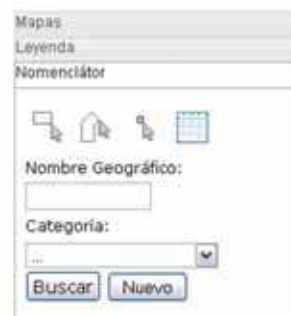 Mapas
Leyenda
Nomenclátor
Nombre Geográfico:
Categoría:
...
Buscar Nuevo